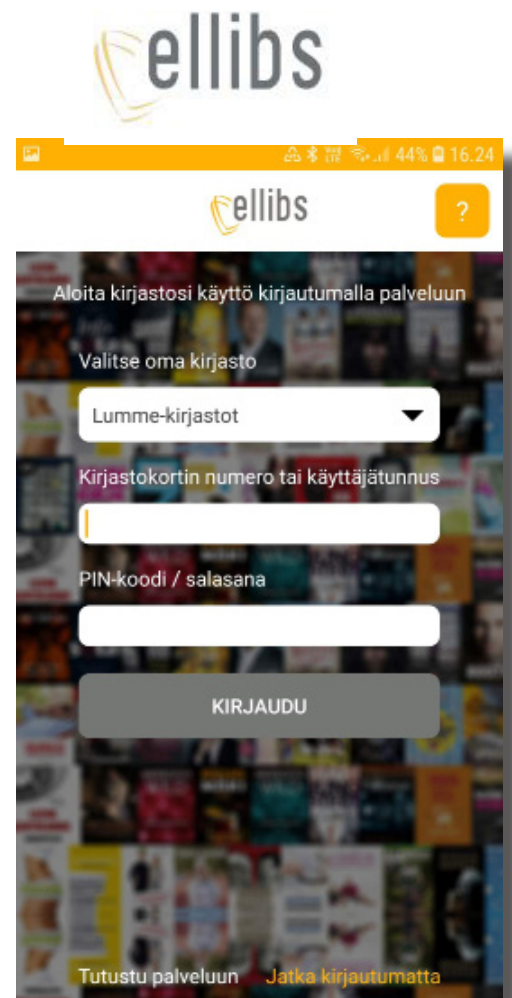 ellibs
44% 16.24
ellibs
?
Aloita kirjastosi käyttö kirjautumalla palveluun
Valitse oma kirjasto
Lumme-kirjastot
Kirjastokortin numero tai käyttäjätunnus
PIN-koodi / salasana
KIRJAUDU
Tutustu palveluun Jatka kirjautumatta